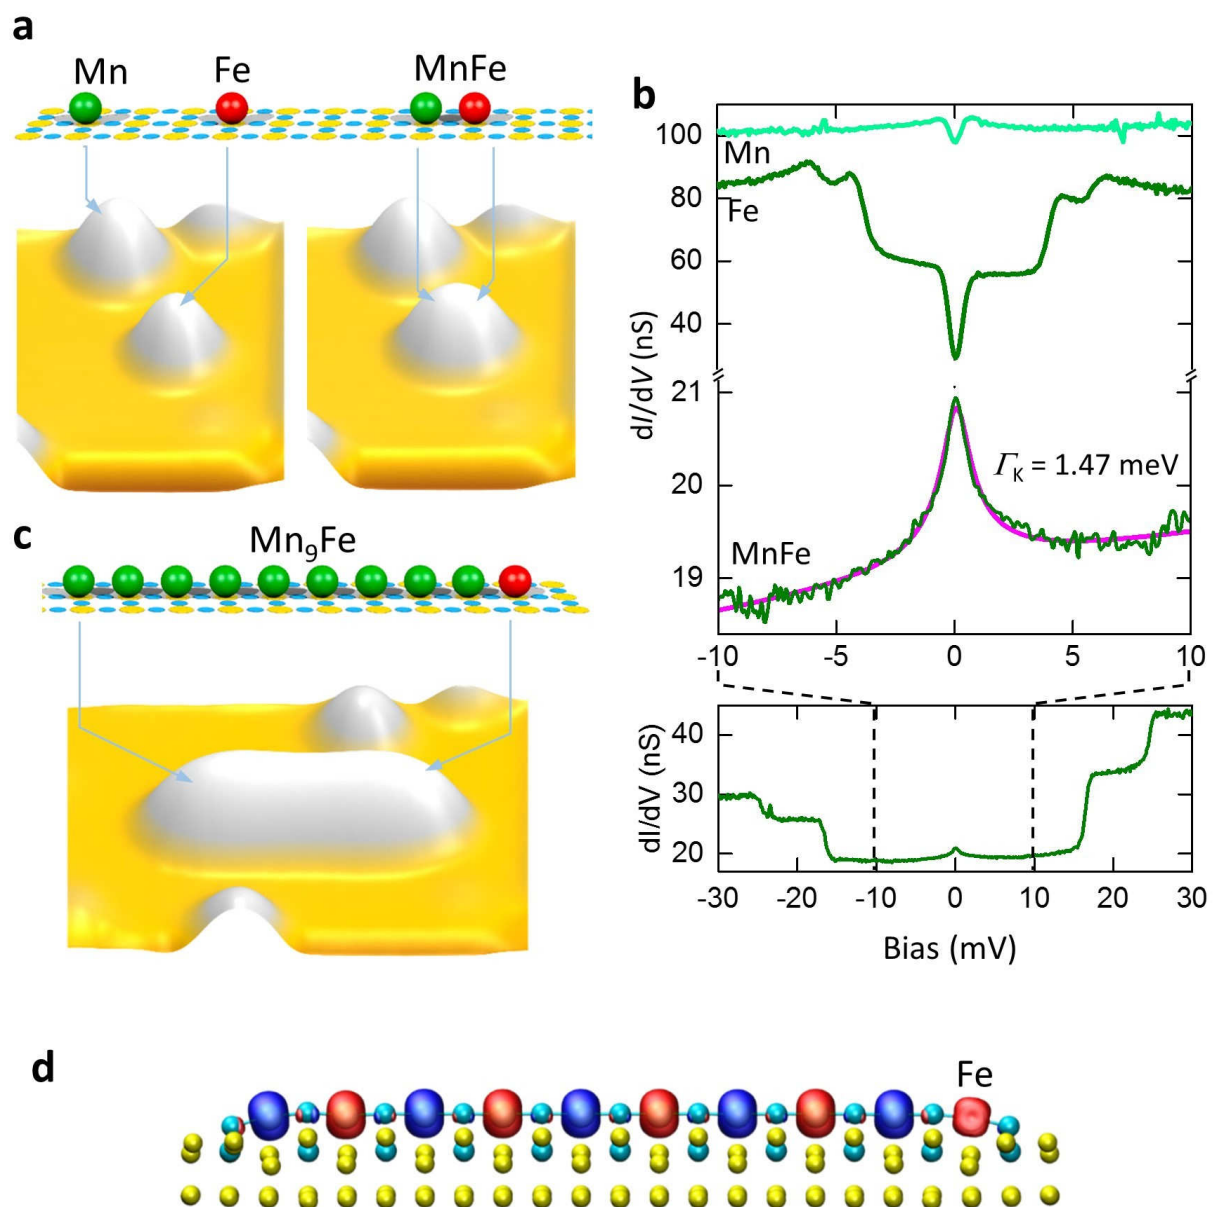 a
Mn Fe MnFe
b
100
Mn
80
Fe
60
40
dI/dV (nS)
21
20
ΓK = 1.47 meV
19
MnFe
-10 -5 0 5 10
c
Mn9Fe
40
30
20
dI/dV (nS)
-30 -20 -10 0 10 20 30
Bias (mV)
d
Fe